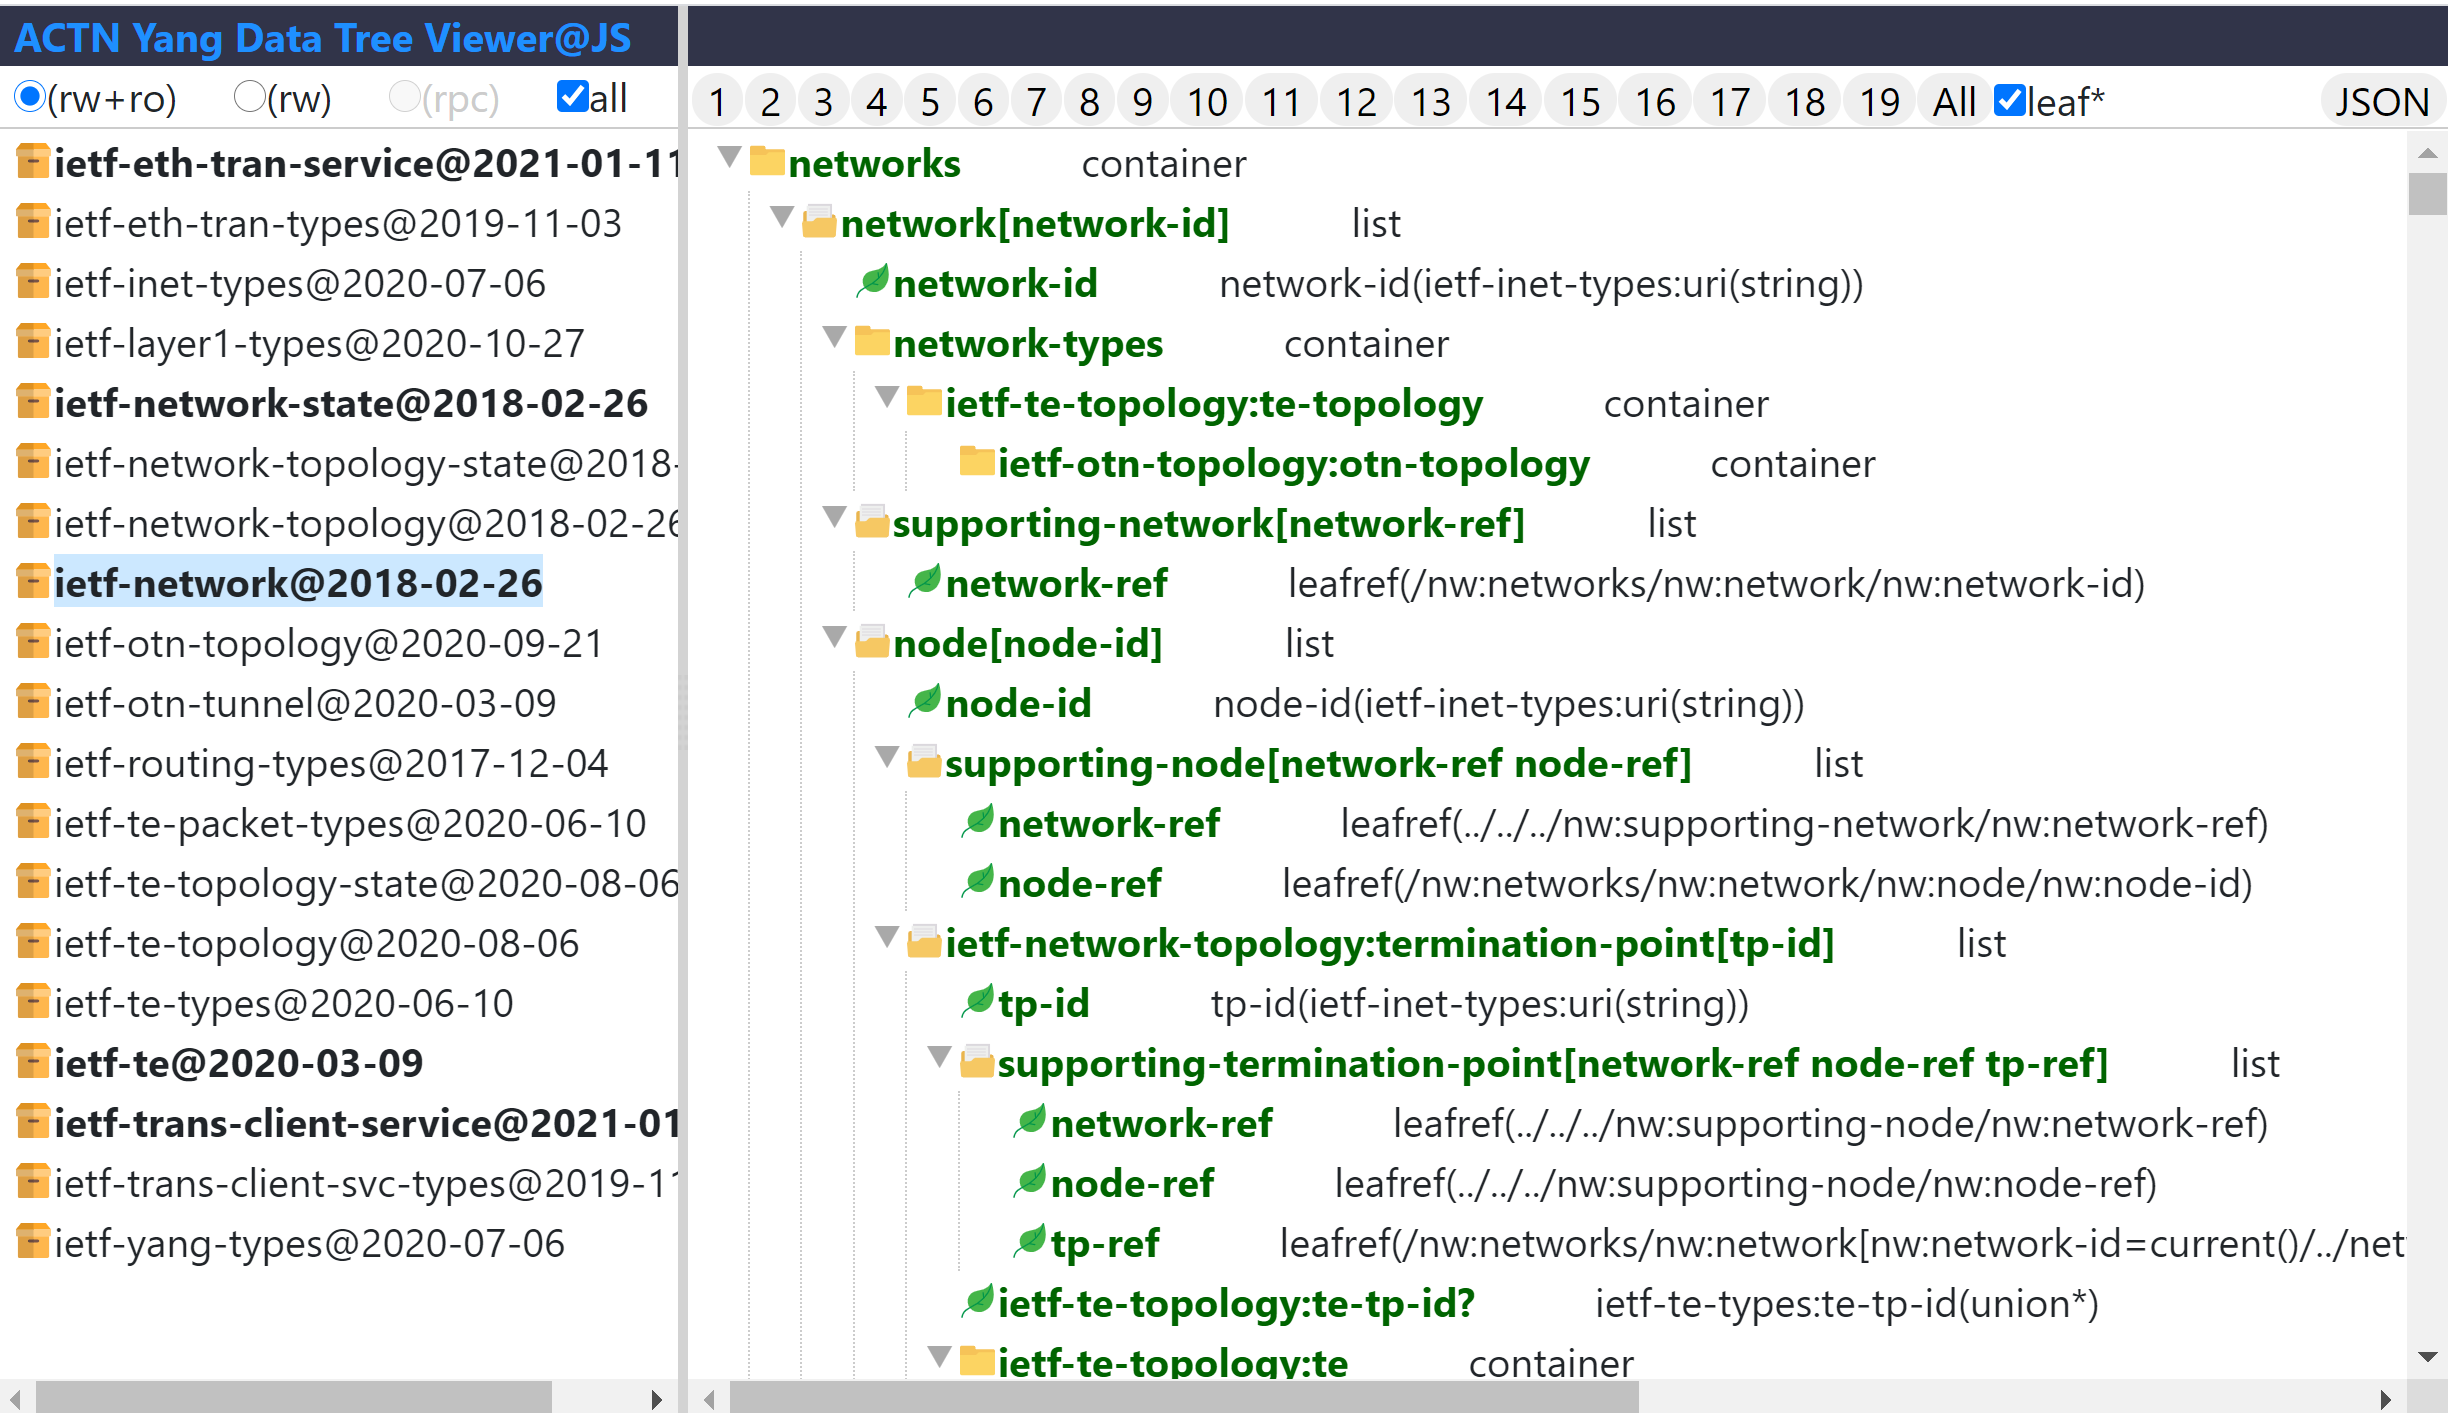 ACTN Yang Data Tree Viewer@JS
(rw+ro) (rw) (rpc) all
ietf-eth-tran-service@2021-01-11
ietf-eth-tran-types@2019-11-03
ietf-inet-types@2020-07-06
ietf-layer1-types@2020-10-27
ietf-network-state@2018-02-26
ietf-network-topology-state@2018-
ietf-network-topology@2018-02-26
ietf-network@2018-02-26
ietf-otn-topology@2020-09-21
ietf-otn-tunnel@2020-03-09
ietf-routing-types@2017-12-04
ietf-te-packet-types@2020-06-10
ietf-te-topology-state@2020-08-06
ietf-te-topology@2020-08-06
ietf-te-types@2020-06-10
ietf-te@2020-03-09
ietf-trans-client-service@2021-01
ietf-trans-client-svc-types@2019-11
ietf-yang-types@2020-07-06
1 2 3 4 5 6 7 8 9 10 11 12 13 14 15 16 17 18 19 All leaf* JSON
networks container
network[network-id] list
network-id network-id(ietf-inet-types:uri(string))
network-types container
ietf-te-topology:te-topology container
ietf-otn-topology:otn-topology container
supporting-network[network-ref] list
network-ref leafref(/nw:networks/nw:network/nw:network-id)
node[node-id] list
node-id node-id(ietf-inet-types:uri(string))
supporting-node[network-ref node-ref] list
network-ref leafref(../../../nw:supporting-network/nw:network-ref)
node-ref leafref(/nw:networks/nw:network/nw:node/nw:node-id)
ietf-network-topology:termination-point[tp-id] list
tp-id tp-id(ietf-inet-types:uri(string))
supporting-termination-point[network-ref node-ref tp-ref] list
network-ref leafref(../../../nw:supporting-node/nw:network-ref)
node-ref leafref(../../../nw:supporting-node/nw:node-ref)
tp-ref leafref(/nw:networks/nw:network[nw:network-id=current()/../net
ietf-te-topology:te-tp-id? ietf-te-types:te-tp-id(union*)
ietf-te-topology:te container